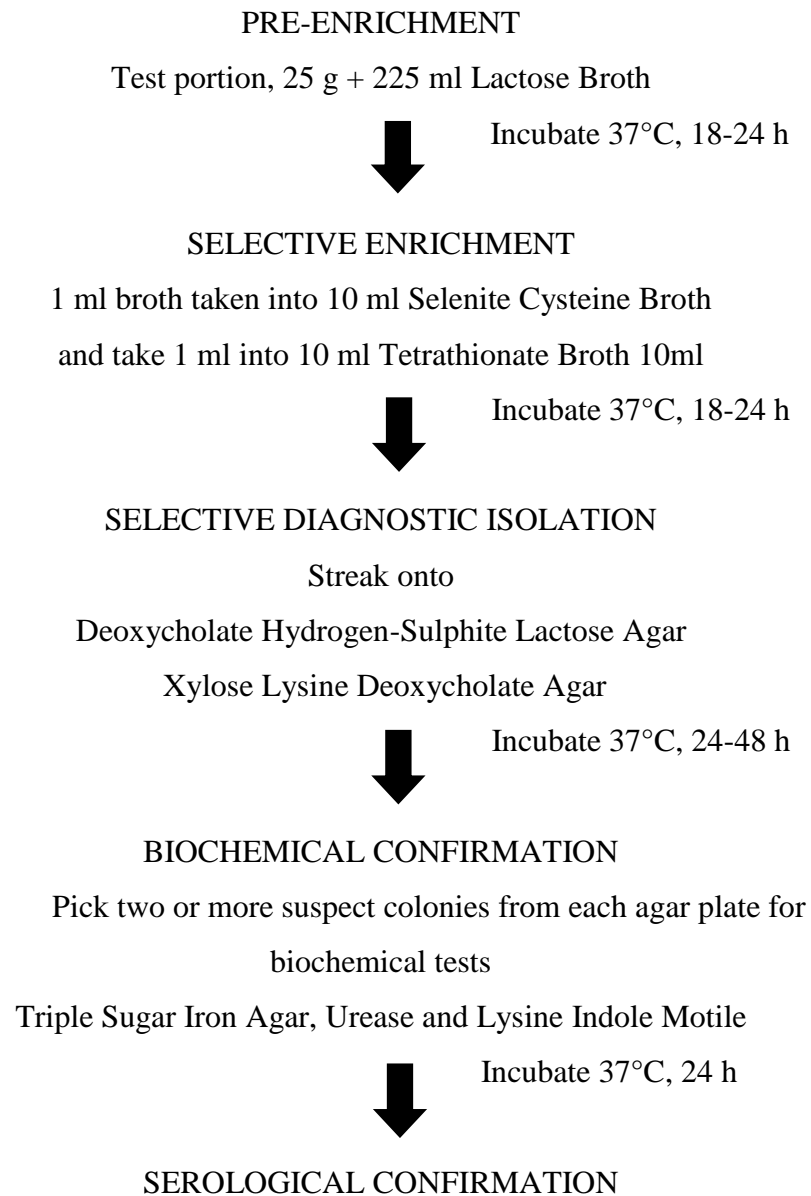 PRE-ENRICHMENT
Test portion, 25 g + 225 ml Lactose Broth
Incubate 37°C, 18-24 h
SELECTIVE ENRICHMENT
1 ml broth taken into 10 ml Selenite Cysteine Broth
and take 1 ml into 10 ml Tetrathionate Broth 10ml
Incubate 37°C, 18-24 h
SELECTIVE DIAGNOSTIC ISOLATION
Streak onto
Deoxycholate Hydrogen-Sulphite Lactose Agar
Xylose Lysine Deoxycholate Agar
Incubate 37°C, 24-48 h
BIOCHEMICAL CONFIRMATION
Pick two or more suspect colonies from each agar plate for
biochemical tests
Triple Sugar Iron Agar, Urease and Lysine Indole Motile
Incubate 37°C, 24 h
SEROLOGICAL CONFIRMATION